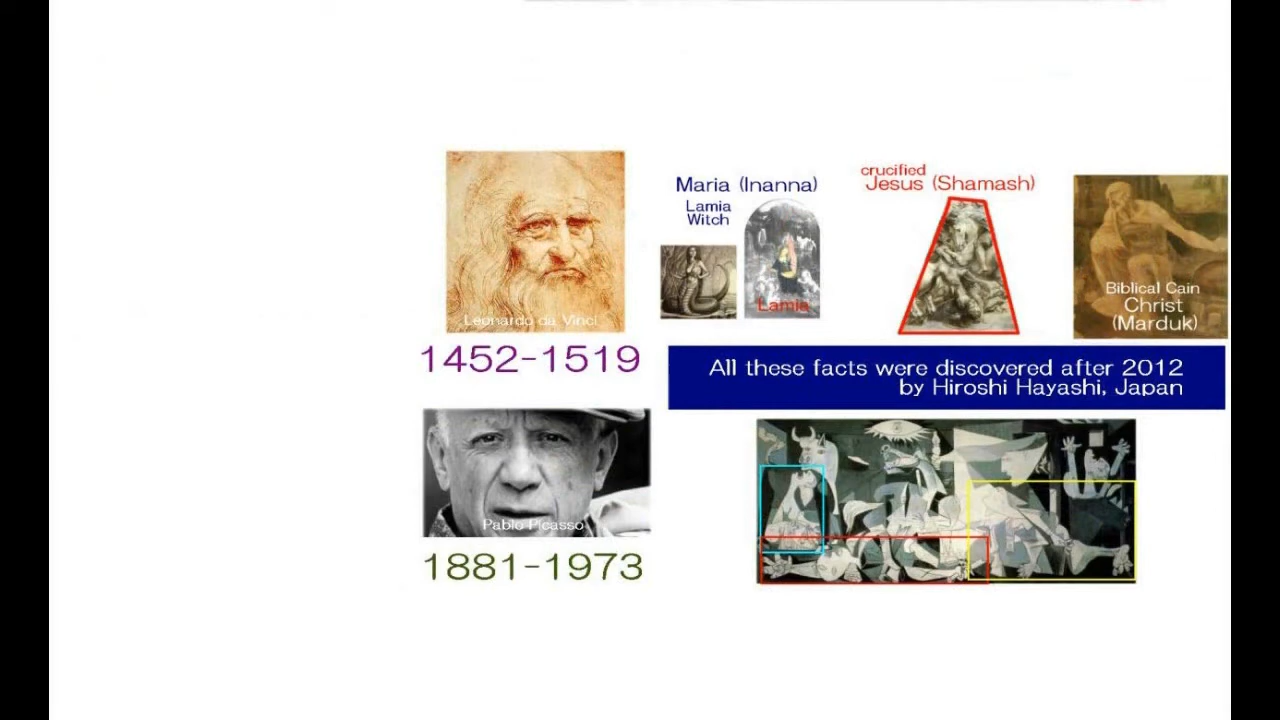 Maria (Inanna)
Lamia
Witch
Lamia
crucified
Jesus (Shamash)
Biblical Cain
Christ
(Marduk)
Leonardo da Vinci
1452-1519
All these facts were discovered after 2012
by Hiroshi Hayashi, Japan
Pablo Picasso
1881-1973